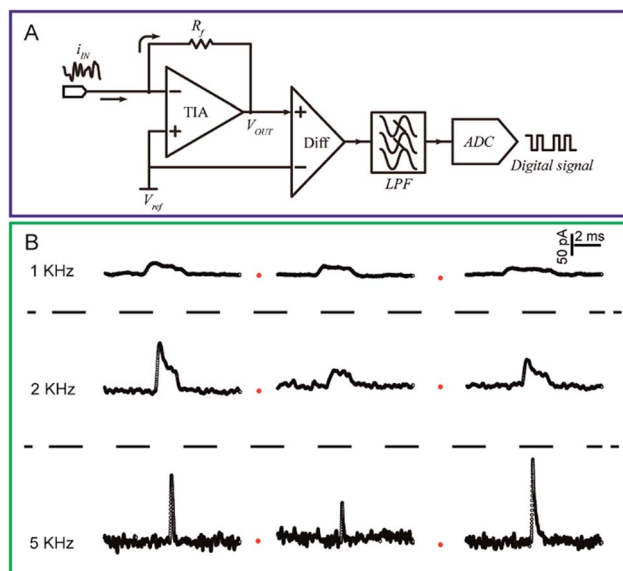 A
R_f
i_IN
−
TIA
+
V_OUT
+
Diff
−
V_ref
LPF
ADC
Digital signal
B
50 pA
2 ms
1 KHz
2 KHz
5 KHz